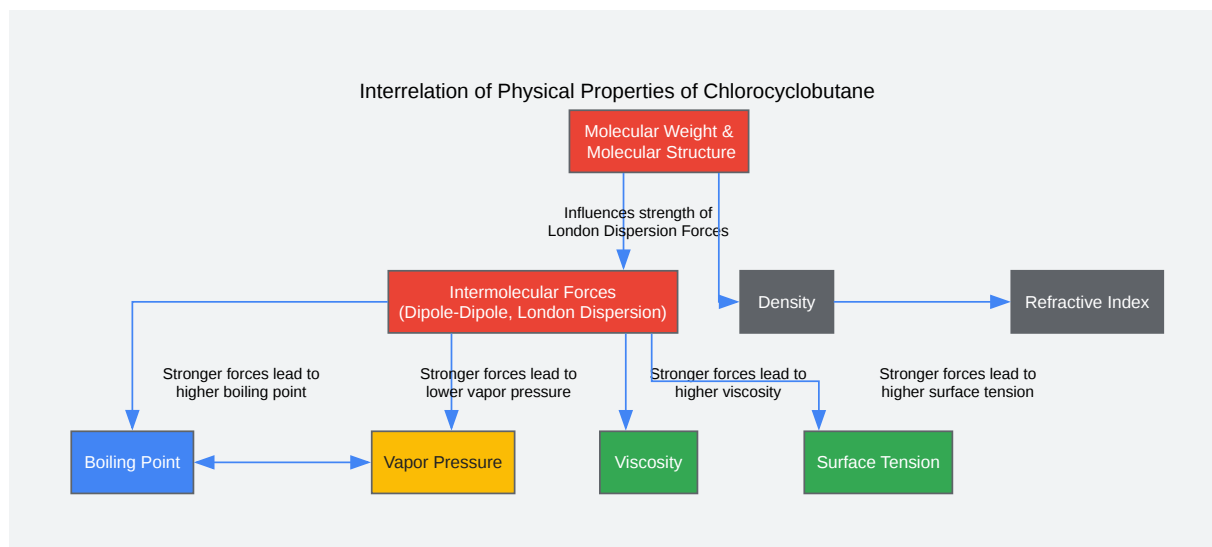 Interrelation of Physical Properties of Chlorocyclobutane
Molecular Weight &
Molecular Structure
Influences strength of
London Dispersion Forces
Intermolecular Forces
(Dipole-Dipole, London Dispersion)
Density
Refractive Index
Stronger forces lead to
higher boiling point
Stronger forces lead to
lower vapor pressure
Stronger forces lead to
higher viscosity
Stronger forces lead to
higher surface tension
Boiling Point
Vapor Pressure
Viscosity
Surface Tension